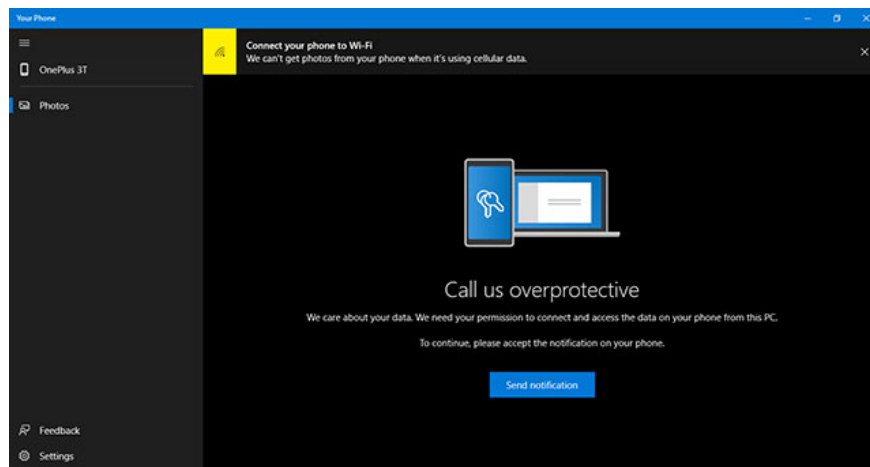 Your Phone
OnePlus 3T
Photos
Connect your phone to Wi-Fi
We can't get photos from your phone when it's using cellular data.
Call us overprotective
We care about your data. We need your permission to connect and access the data on your phone from this PC.
To continue, please accept the notification on your phone.
Send notification
Feedback
Settings